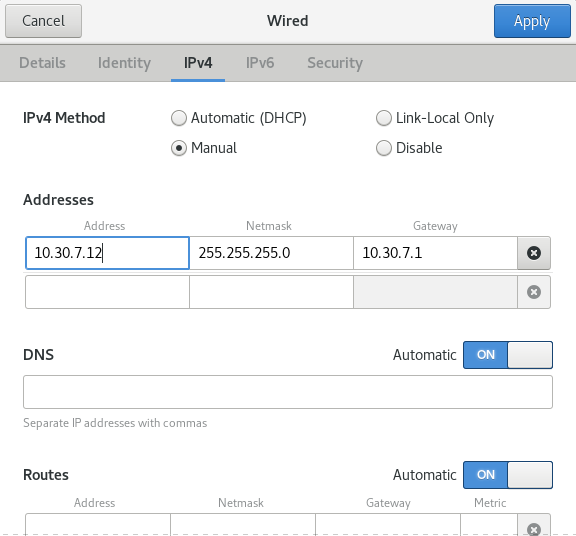 Cancel Wired Apply
Details Identity IPv4 IPv6 Security
IPv4 Method Automatic (DHCP) Link-Local Only
Manual Disable
Addresses
Address Netmask Gateway
10.30.7.12 255.255.255.0 10.30.7.1
DNS Automatic ON
Separate IP addresses with commas
Routes Automatic ON
Address Netmask Gateway Metric